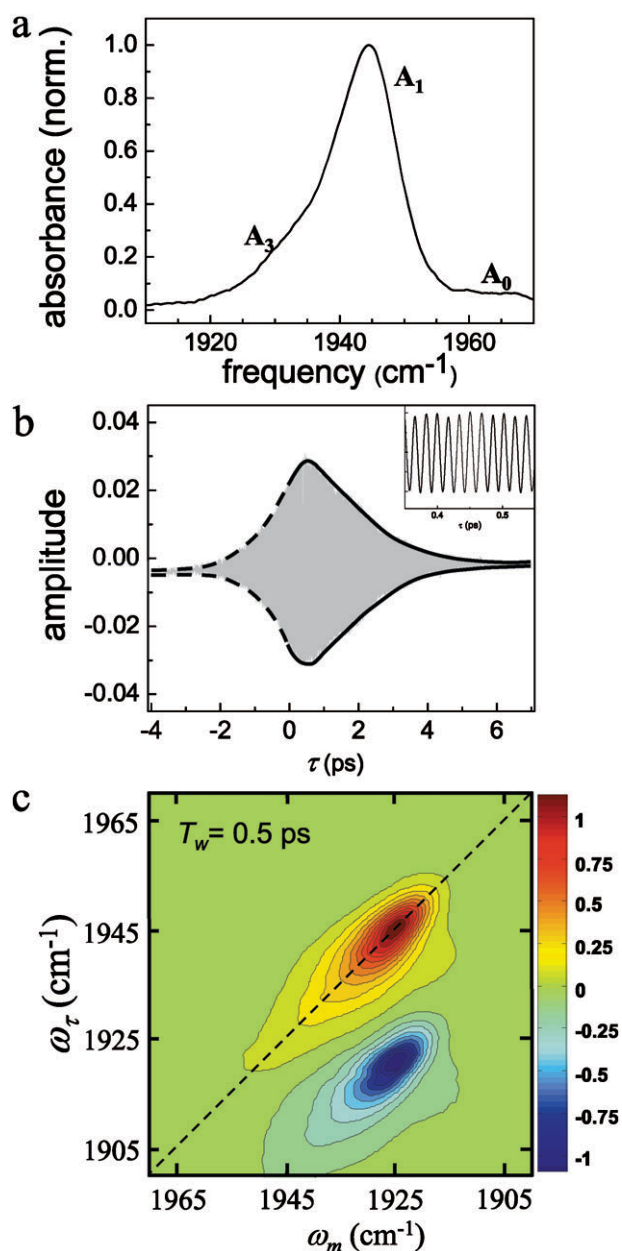 a
absorbance (norm.)
1.0
0.8
0.6
0.4
0.2
0.0
A1
A3
A0
1920 1940 1960
frequency (cm-1)
b
amplitude
0.04
0.02
0.00
-0.02
-0.04
0.4 0.5
τ (ps)
-4 -2 0 2 4 6
τ (ps)
c
Tw= 0.5 ps
ωτ (cm-1)
1965
1945
1925
1905
1965 1945 1925 1905
ωm (cm-1)
1
0.75
0.5
0.25
0
-0.25
-0.5
-0.75
-1